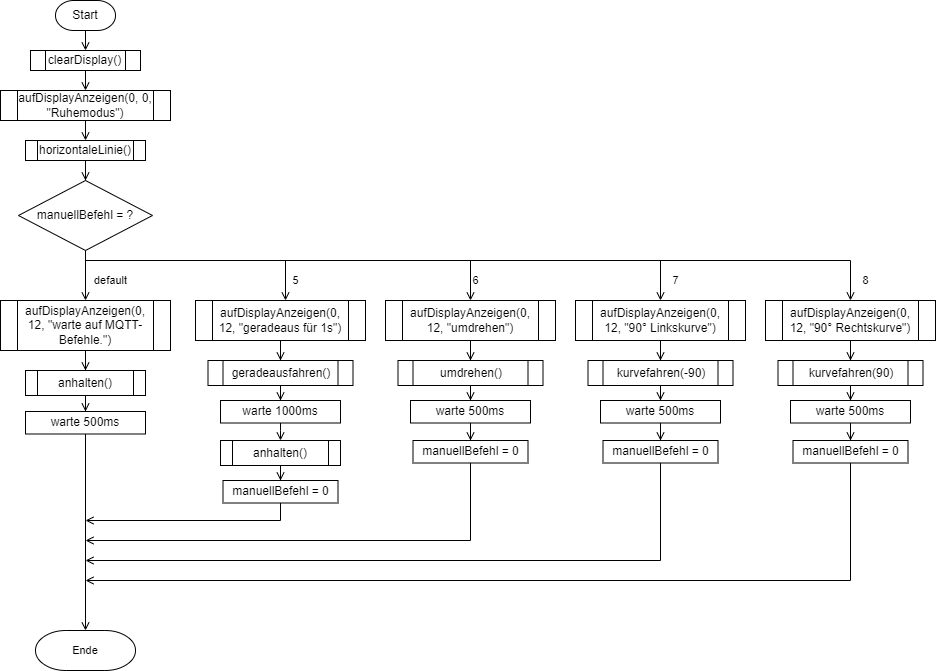 Start
clearDisplay()
aufDisplayAnzeigen(0, 0,
"Ruhemodus")
horizontaleLinie()
manuellBefehl = ?
default
5
6
7
8
aufDisplayAnzeigen(0,
12, "warte auf MQTT-
Befehle.")
anhalten()
warte 500ms
aufDisplayAnzeigen(0,
12, "geradeaus für 1s")
geradeausfahren()
warte 1000ms
anhalten()
manuellBefehl = 0
aufDisplayAnzeigen(0,
12, "umdrehen")
umdrehen()
warte 500ms
manuellBefehl = 0
aufDisplayAnzeigen(0,
12, "90° Linkskurve")
kurvefahren(-90)
warte 500ms
manuellBefehl = 0
aufDisplayAnzeigen(0,
12, "90° Rechtskurve")
kurvefahren(90)
warte 500ms
manuellBefehl = 0
Ende